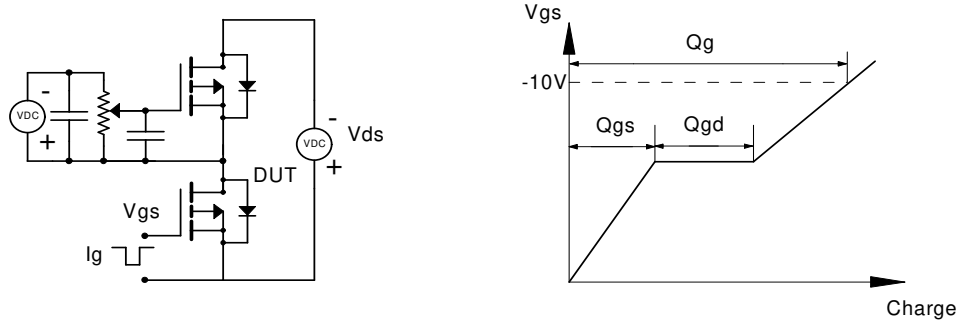 -
VDC
+
-
VDC
+
Vds
DUT
Vgs
Ig
Vgs
Qg
-10V
Qgs
Qgd
Charge